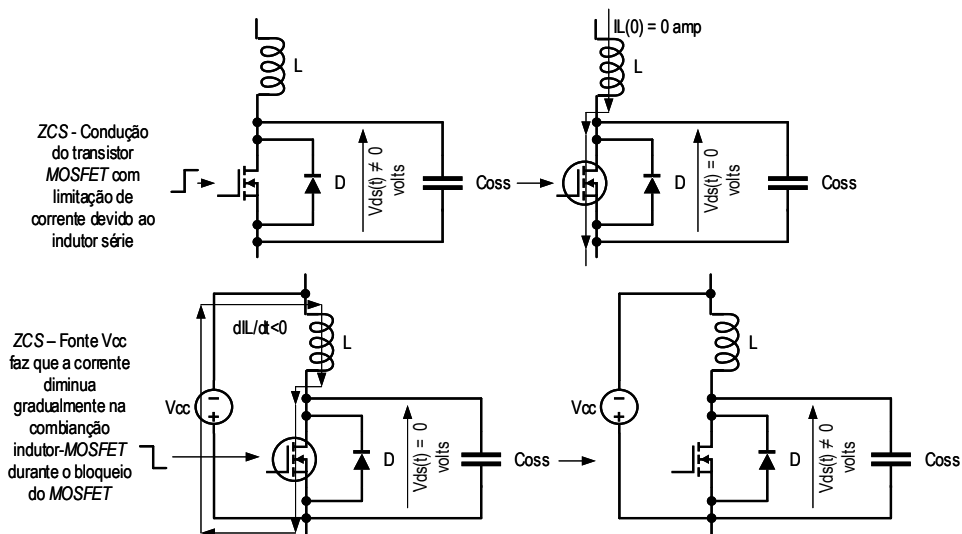 IL(0) = 0 amp
L
L
ZCS - Condução
do transistor
MOSFET com
limitação de
corrente devido ao
indutor série
D
Vds(t) ≠ 0
volts
Coss
D
Vds(t) = 0
volts
Coss
ZCS – Fonte Vcc
faz que a corrente
diminua
gradualmente na
combianção
indutor-MOSFET
durante o bloqueio
do MOSFET
dIL/dt<0
L
L
Vcc
-
+
D
Vds(t) = 0
volts
Coss
Vcc
-
+
D
Vds(t) ≠ 0
volts
Coss